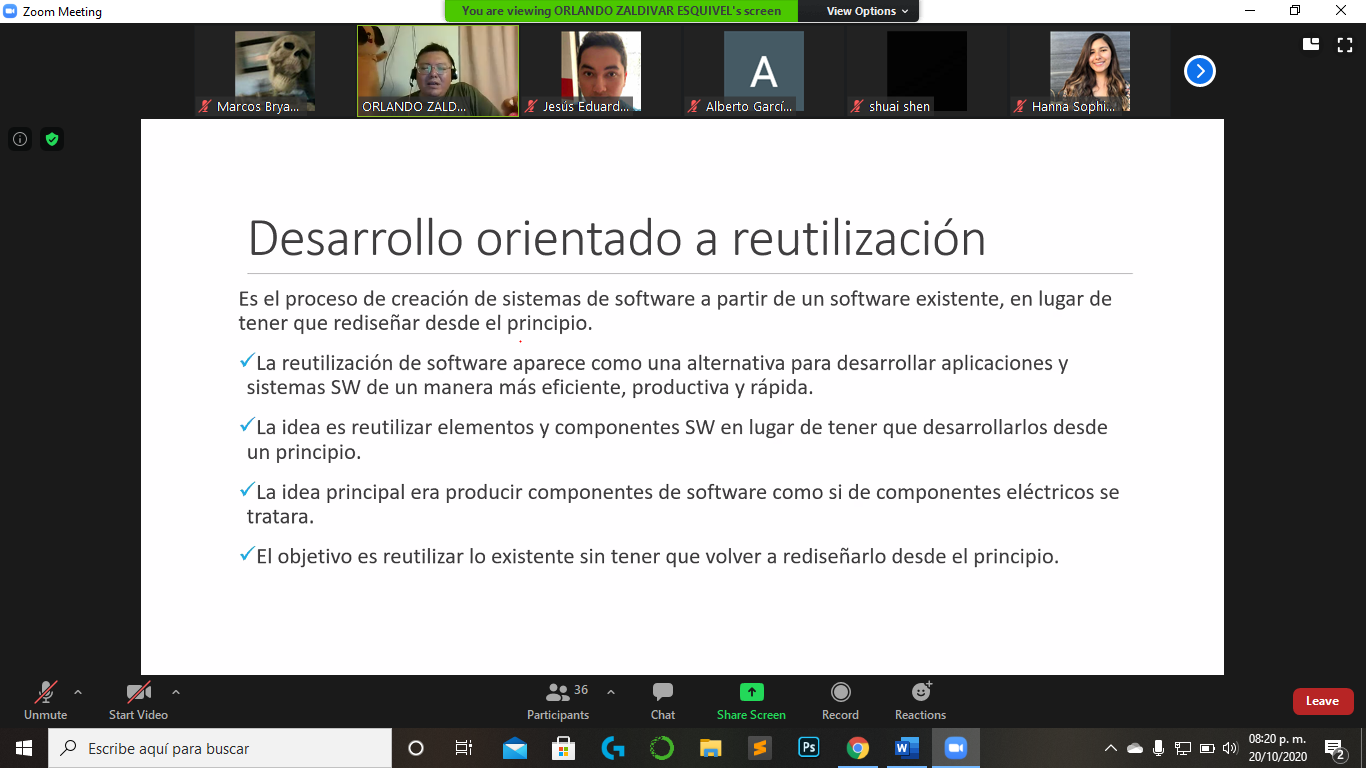 Zoom Meeting
You are viewing ORLANDO ZALDIVAR ESQUIVEL's screen
View Options
Marcos Brya...
ORLANDO ZALD...
Jesús Eduard...
A
Alberto Garcí...
shuai shen
Hanna Sophi...
Desarrollo orientado a reutilización
Es el proceso de creación de sistemas de software a partir de un software existente, en lugar de
tener que rediseñar desde el principio.
La reutilización de software aparece como una alternativa para desarrollar aplicaciones y
sistemas SW de un manera más eficiente, productiva y rápida.
La idea es reutilizar elementos y componentes SW en lugar de tener que desarrollarlos desde
un principio.
La idea principal era producir componentes de software como si de componentes eléctricos se
tratara.
El objetivo es reutilizar lo existente sin tener que volver a rediseñarlo desde el principio.
Unmute
Start Video
36
Participants
Chat
Share Screen
Record
Reactions
Leave
Escribe aquí para buscar
Ps
08:20 p. m.
20/10/2020
2